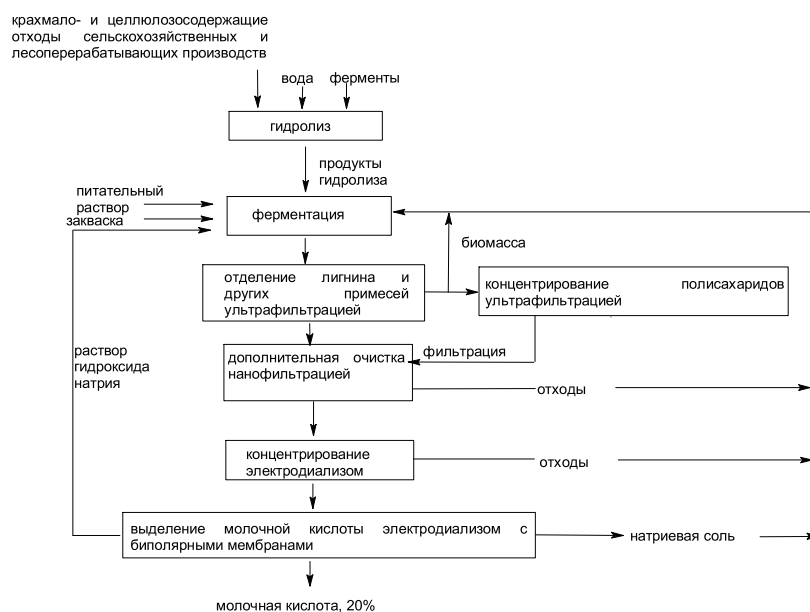 крахмало- и целлюлозосодержащие
отходы сельскохозяйственных и
лесоперерабатывающих производств
вода ферменты
гидролиз
продукты
гидролиза
питательный
раствор
закваска
ферментация
биомасса
отделение лигнина и
других примесей
ультрафильтрацией
концентрирование полисахаридов
ультрафильтрацией
раствор
гидроксида
натрия
дополнительная очистка
нанофильтрацией
фильтрация
отходы
концентрирование
электродиализом
отходы
выделение молочной кислоты электродиализом с
биполярными мембранами
натриевая соль
молочная кислота, 20%